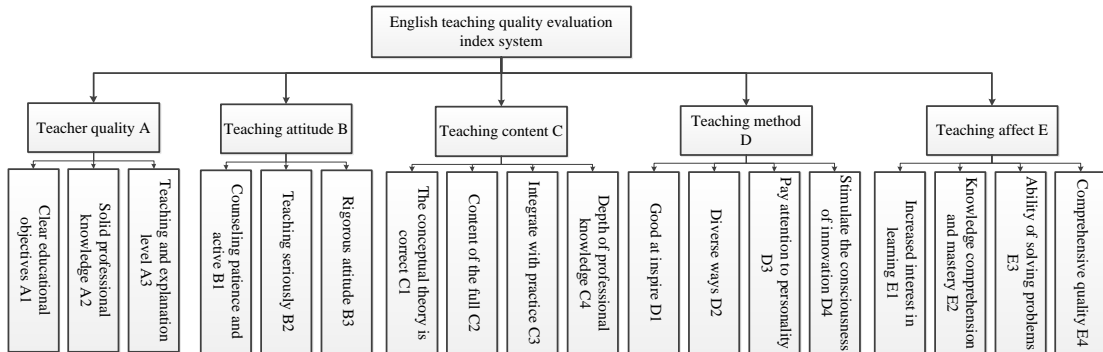 English teaching quality evaluation
index system
Teacher quality A
Teaching attitude B
Teaching content C
Teaching method
D
Teaching affect E
Clear educational
objectives A1
Solid professional
knowledge A2
Teaching and explanation
level A3
Counseling patience and
active B1
Teaching seriously B2
Rigorous attitude B3
The conceptual theory is
correct C1
Content of the full C2
Integrate with practice C3
Depth of professional
knowledge C4
Good at inspire D1
Diverse ways D2
Pay attention to personality
D3
Stimulate the consciousness
of innovation D4
Increased interest in
learning E1
Knowledge comprehension
and mastery E2
Ability of solving problems
E3
Comprehensive quality E4